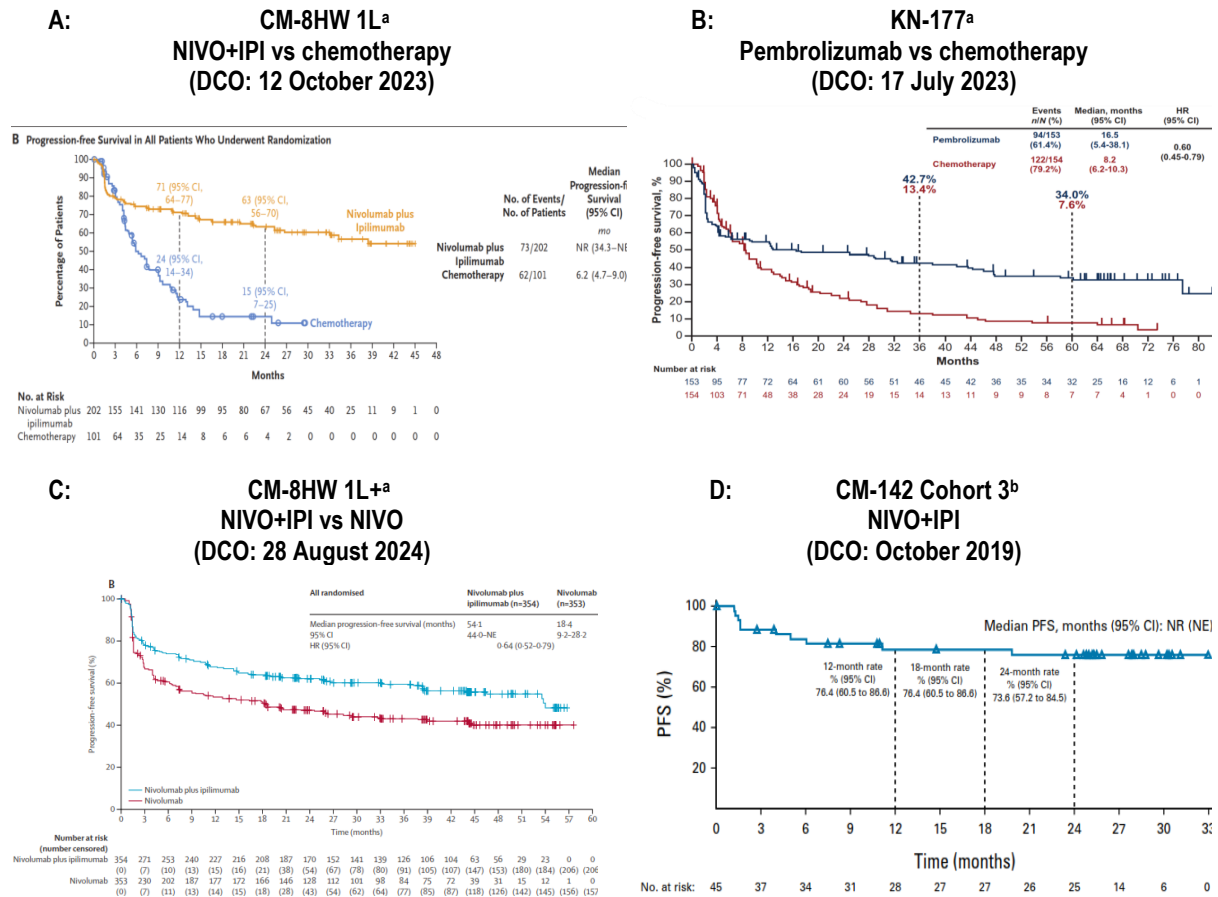 A:
CM-8HW 1Lᵃ
NIVO+IPI vs chemotherapy
(DCO: 12 October 2023)
B Progression-free Survival in All Patients Who Underwent Randomization
Percentage of Patients
100
90
80
70
60
50
40
30
20
10
0
71 (95% CI,
64–77)
63 (95% CI,
56–70)
Nivolumab plus
Ipilimumab
24 (95% CI,
14–34)
15 (95% CI,
7–25)
Chemotherapy
0 3 6 9 12 15 18 21 24 27 30 33 36 39 42 45 48
Months
No. of Events/
No. of Patients
Median
Progression-f
Survival
(95% CI)
mo
Nivolumab plus 73/202 NR (34.3–NE
Ipilimumab
Chemotherapy 62/101 6.2 (4.7–9.0)
No. at Risk
Nivolumab plus 202 155 141 130 116 99 95 80 67 56 45 40 25 11 9 1 0
ipilimumab
Chemotherapy 101 64 35 25 14 8 6 6 4 2 0 0 0 0 0 0 0
B:
KN-177ᵃ
Pembrolizumab vs chemotherapy
(DCO: 17 July 2023)
Events Median, months HR
n/N (%) (95% CI) (95% CI)
Pembrolizumab 94/153 16.5
(61.4%) (5.4-38.1)
0.60
(0.45-0.79)
Chemotherapy 122/154 8.2
(79.2%) (6.2-10.3)
Progression-free survival, %
100
90
80
70
60
50
40
30
20
10
0
42.7%
13.4%
34.0%
7.6%
0 4 8 12 16 20 24 28 32 36 40 44 48 52 56 60 64 68 72 76 80
Months
Number at risk
153 95 77 72 64 61 60 56 51 46 45 42 36 35 34 32 25 16 12 6 1
154 103 71 48 38 28 24 19 15 14 13 11 9 9 8 7 7 4 1 0 0
C:
CM-8HW 1L+ᵃ
NIVO+IPI vs NIVO
(DCO: 28 August 2024)
B
All randomised Nivolumab plus Nivolumab
ipilimumab (n=354) (n=353)
Median progression-free survival (months) 54·1 18·4
95% CI 44·0–NE 9·2–28·2
HR (95% CI) 0·64 (0·52–0·79)
Progression-free survival (%)
100
80
60
40
20
0
Nivolumab plus ipilimumab
Nivolumab
0 3 6 9 12 15 18 21 24 27 30 33 36 39 42 45 48 51 54 57 60
Time (months)
Number at risk
(number censored)
Nivolumab plus ipilimumab 354 271 253 240 227 216 208 187 170 152 141 139 126 106 104 63 56 29 23 0 0
(0) (7) (10) (13) (15) (16) (21) (38) (54) (67) (78) (80) (91) (105) (107) (147) (153) (180) (184) (206) (206
Nivolumab 353 230 202 187 177 172 166 146 128 112 101 98 84 75 72 39 31 15 12 1 0
(0) (7) (11) (13) (14) (15) (18) (28) (43) (54) (62) (64) (77) (85) (87) (118) (126) (142) (145) (156) (157
D:
CM-142 Cohort 3ᵇ
NIVO+IPI
(DCO: October 2019)
PFS (%)
100
80
60
40
20
Median PFS, months (95% CI): NR (NE)
12-month rate
% (95% CI)
76.4 (60.5 to 86.6)
18-month rate
% (95% CI)
76.4 (60.5 to 86.6)
24-month rate
% (95% CI)
73.6 (57.2 to 84.5)
0 3 6 9 12 15 18 21 24 27 30 33
Time (months)
No. at risk: 45 37 34 31 28 27 27 26 25 14 6 0